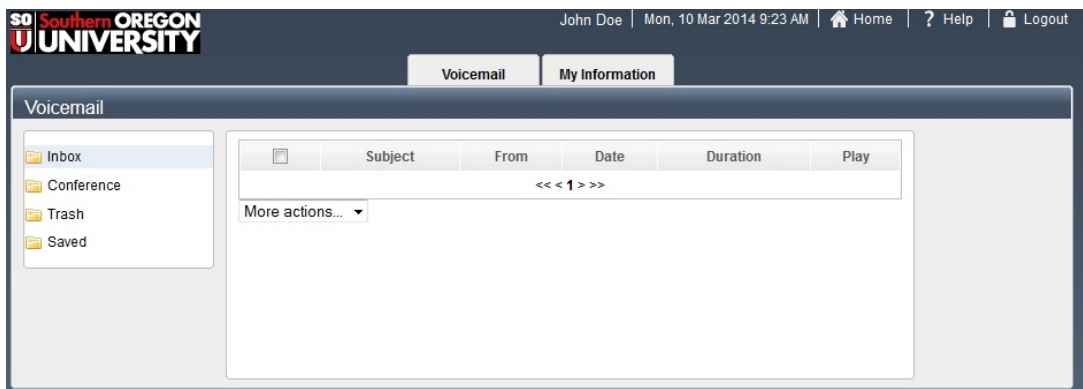 SO Southern OREGON
U UNIVERSITY
John Doe | Mon, 10 Mar 2014 9:23 AM | Home | ? Help | Logout
Voicemail My Information
Voicemail
Inbox
Conference
Trash
Saved
Subject From Date Duration Play
<< < 1 > >>
More actions...